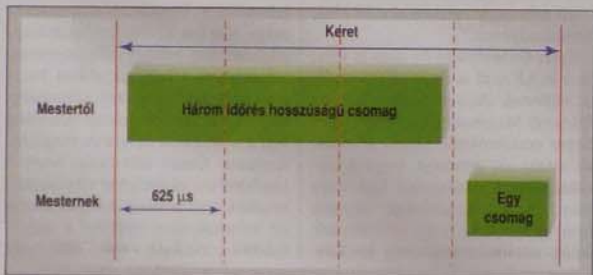 Keret
Mestertől
Három időrés hosszúságú csomag
Mesternek
625 μs
Egy
csomag